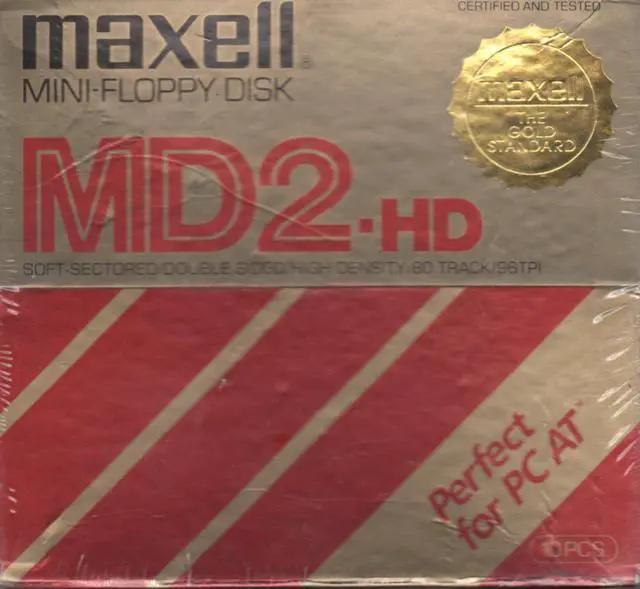 CERTIFIED AND TESTED
maxell®
MINI-FLOPPY DISK
maxell
THE
GOLD
STANDARD
MD2-HD
SOFT-SECTORED/DOUBLE SIDED/HIGH DENSITY/80 TRACK/96TPI
Perfect
for PC AT™
10PCS